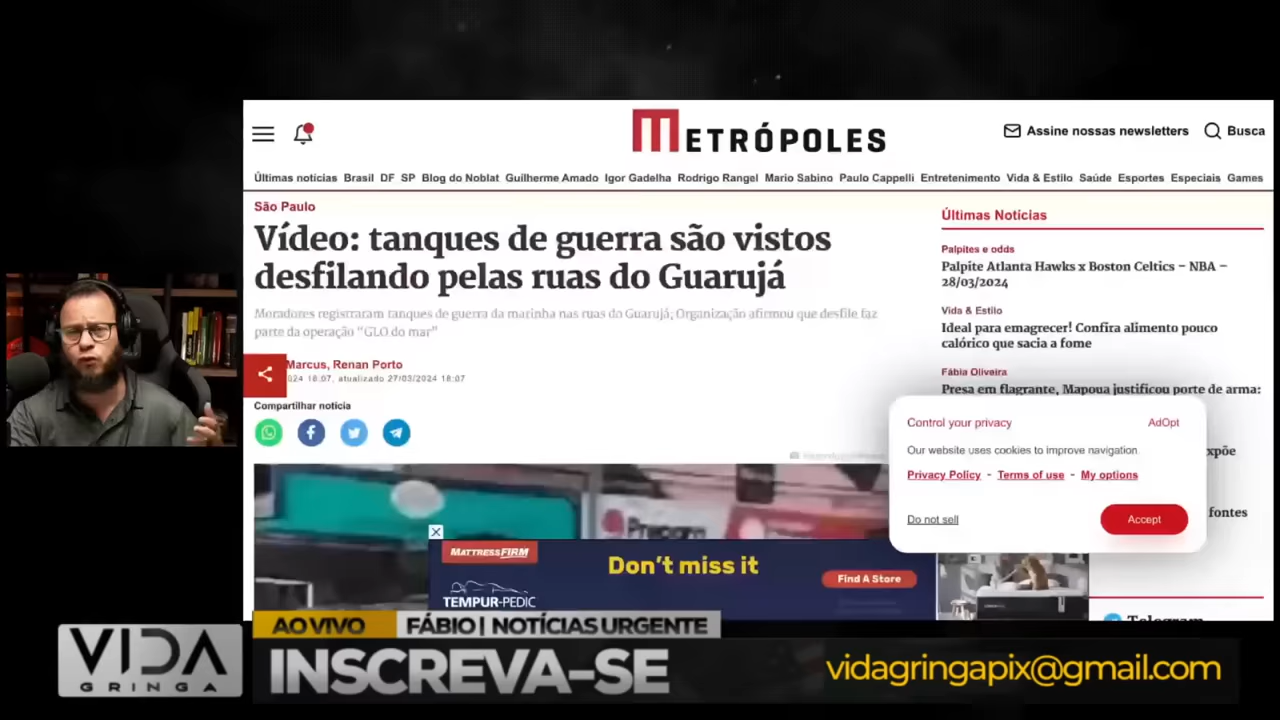 METRÓPOLES
Assine nossas newsletters
Busca
Últimas notícias Brasil DF SP Blog do Noblat Guilherme Amado Igor Gadelha Rodrigo Rangel Mario Sabino Paulo Cappelli Entretenimento Vida & Estilo Saúde Esportes Especiais Games
São Paulo
Vídeo: tanques de guerra são vistos
desfilando pelas ruas do Guarujá
Moradores registraram tanques de guerra da marinha nas ruas do Guarujá; Organização afirmou que desfile faz
parte da operação “GLO do mar”
Marcus, Renan Porto
024 18:07, atualizado 27/03/2024 18:07
Compartilhar notícia
Últimas Notícias
Palpites e odds
Palpite Atlanta Hawks x Boston Celtics – NBA –
28/03/2024
Vida & Estilo
Ideal para emagrecer! Confira alimento pouco
calórico que sacia a fome
Fábia Oliveira
Presa em flagrante, Mapoua justificou porte de arma:
xpõe
fontes
Control your privacy
AdOpt
Our website uses cookies to improve navigation.
Privacy Policy - Terms of use - My options
Do not sell
Accept
MATTRESSFIRM
TEMPUR-PEDIC
Don't miss it
Find A Store
Telegram
AO VIVO
FÁBIO | NOTÍCIAS URGENTE
VIDA
GRINGA
INSCREVA-SE
vidagringapix@gmail.com